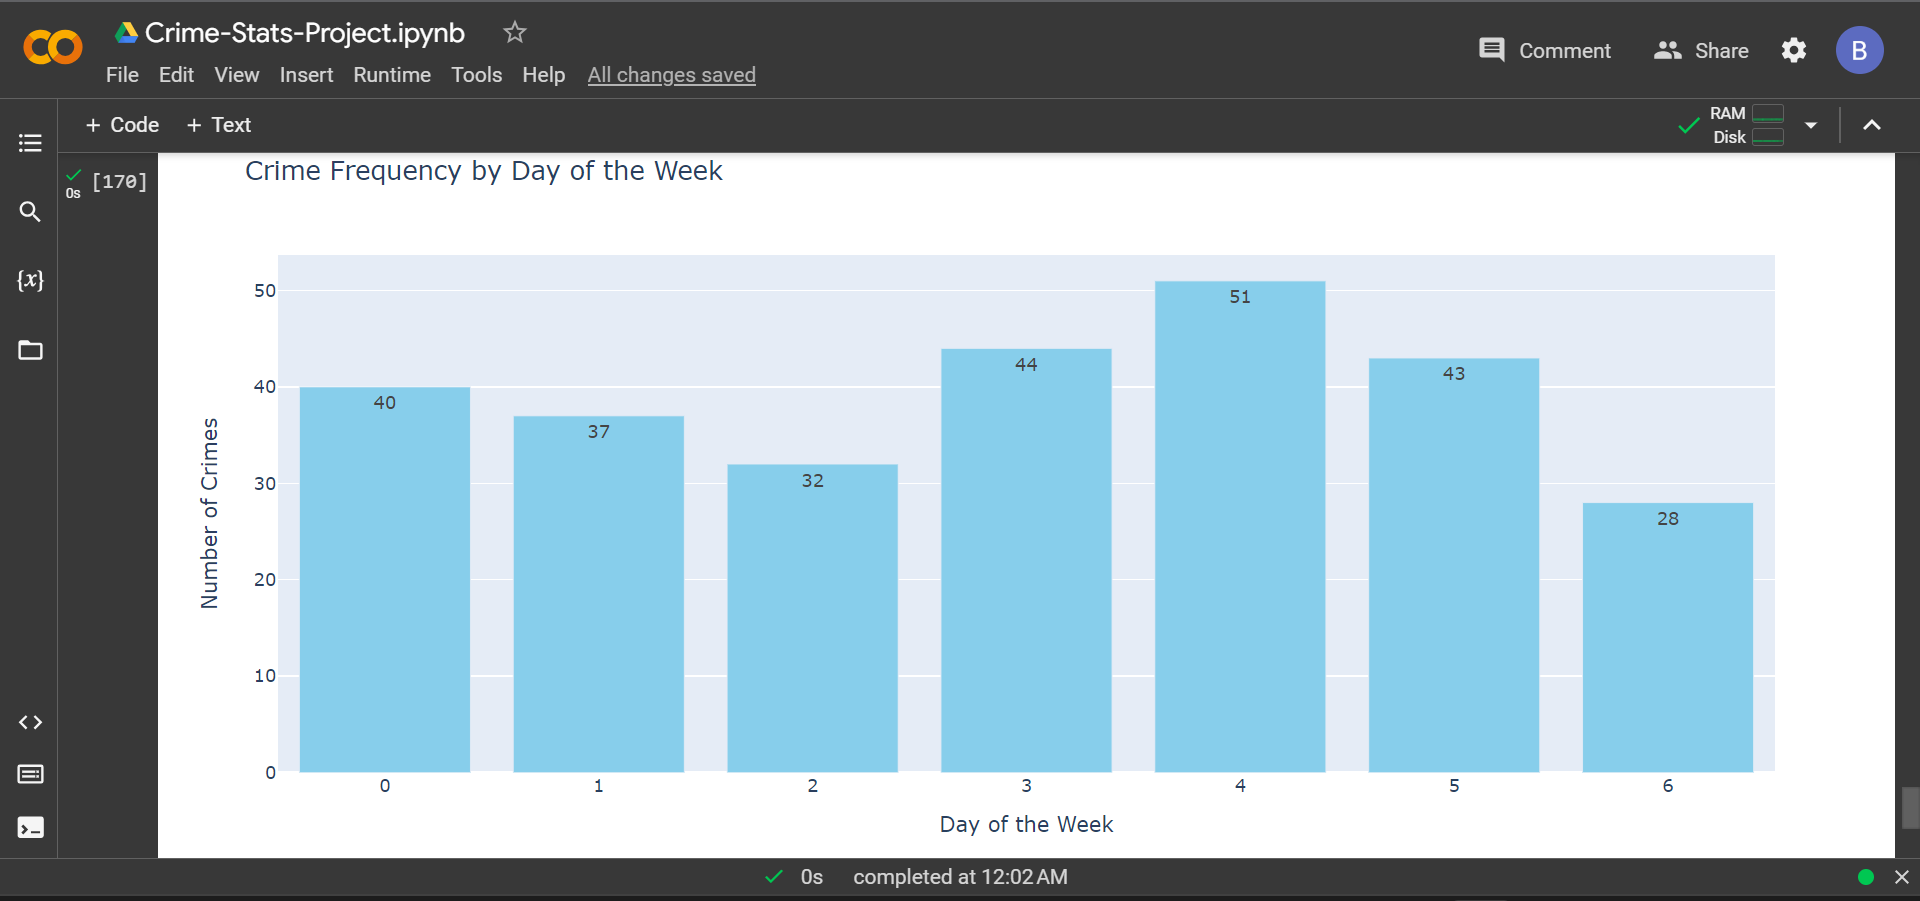 Crime-Stats-Project.ipynb
File Edit View Insert Runtime Tools Help All changes saved
Comment Share B
+ Code + Text
RAM
Disk
0s [170]
{x}
Crime Frequency by Day of the Week
Number of Crimes
50
40
30
20
10
0
40 37 32 44 51 43 28
0 1 2 3 4 5 6
Day of the Week
0s completed at 12:02 AM